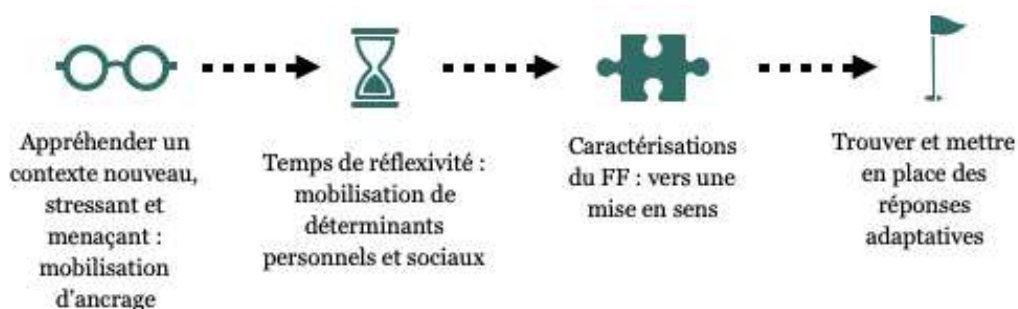 Appréhender un
contexte nouveau,
stressant et
menaçant :
mobilisation
d'ancrage
Temps de réflexivité :
mobilisation de
déterminants
personnels et sociaux
Caractérisations
du FF : vers une
mise en sens
Trouver et mettre
en place des
réponses
adaptatives